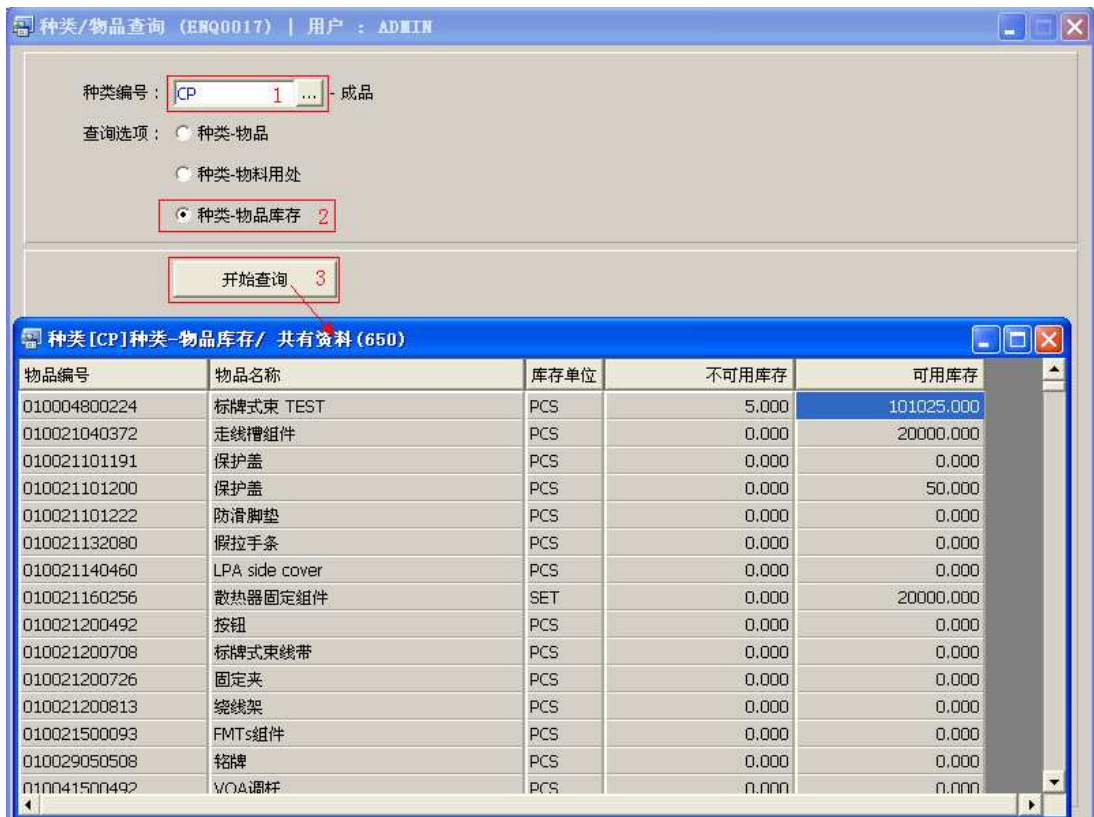 种类/物品查询 (ENQ0017) | 用户 : ADMIN
种类编号： CP 1 ... - 成品
查询选项： 种类-物品
种类-物料用处
种类-物品库存 2
开始查询 3
种类[CP]种类-物品库存/ 共有资料(650)
物品编号 物品名称 库存单位 不可用库存 可用库存
010004800224 标牌式束 TEST PCS 5.000 101025.000
010021040372 走线槽组件 PCS 0.000 20000.000
010021101191 保护盖 PCS 0.000 0.000
010021101200 保护盖 PCS 0.000 50.000
010021101222 防滑脚垫 PCS 0.000 0.000
010021132080 假拉手条 PCS 0.000 0.000
010021140460 LPA side cover PCS 0.000 0.000
010021160256 散热器固定组件 SET 0.000 20000.000
010021200492 按钮 PCS 0.000 0.000
010021200708 标牌式束线带 PCS 0.000 0.000
010021200726 固定夹 PCS 0.000 0.000
010021200813 绕线架 PCS 0.000 0.000
010021500093 FMTs组件 PCS 0.000 0.000
010029050508 铭牌 PCS 0.000 0.000
010041500492 VOA调杆 PCS 0.000 0.000